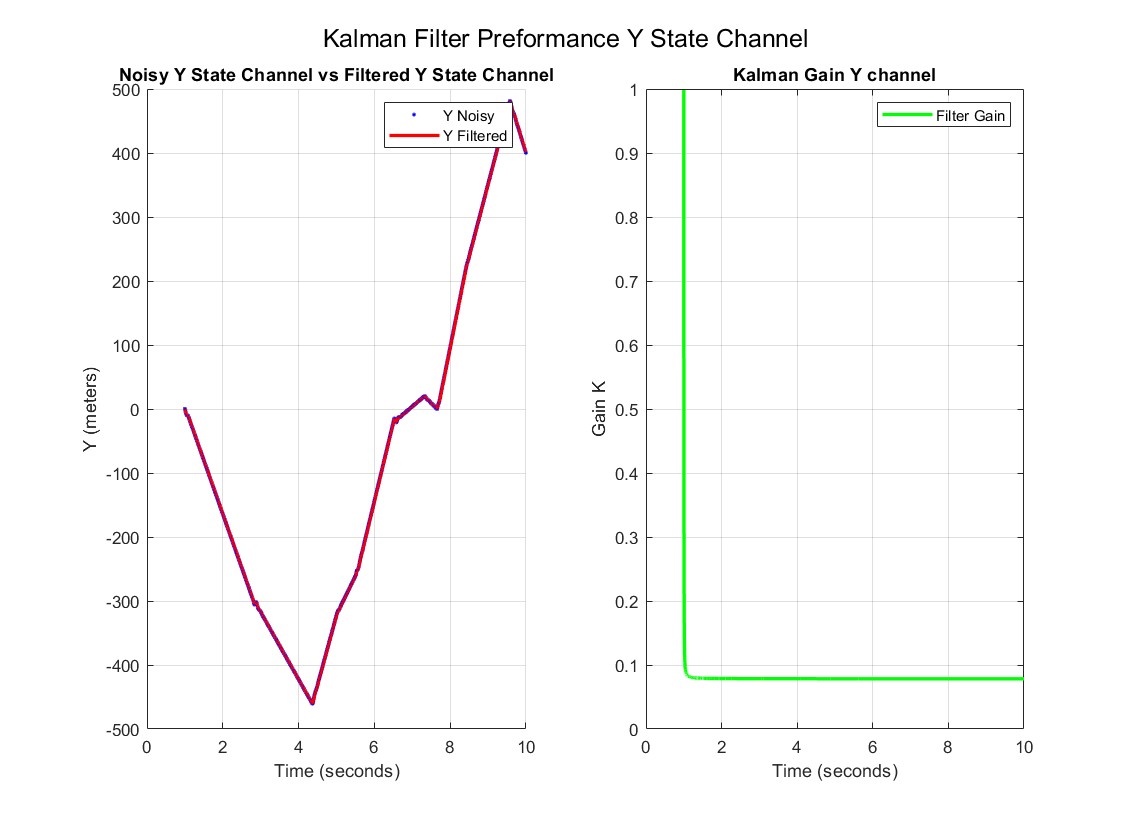 Kalman Filter Preformance Y State Channel
Noisy Y State Channel vs Filtered Y State Channel
500
400
300
200
100
0
-100
-200
-300
-400
-500
0 2 4 6 8 10
Time (seconds)
Y (meters)
Y Noisy
Y Filtered
Kalman Gain Y channel
1
0.9
0.8
0.7
0.6
0.5
0.4
0.3
0.2
0.1
0
0 2 4 6 8 10
Time (seconds)
Gain K
Filter Gain